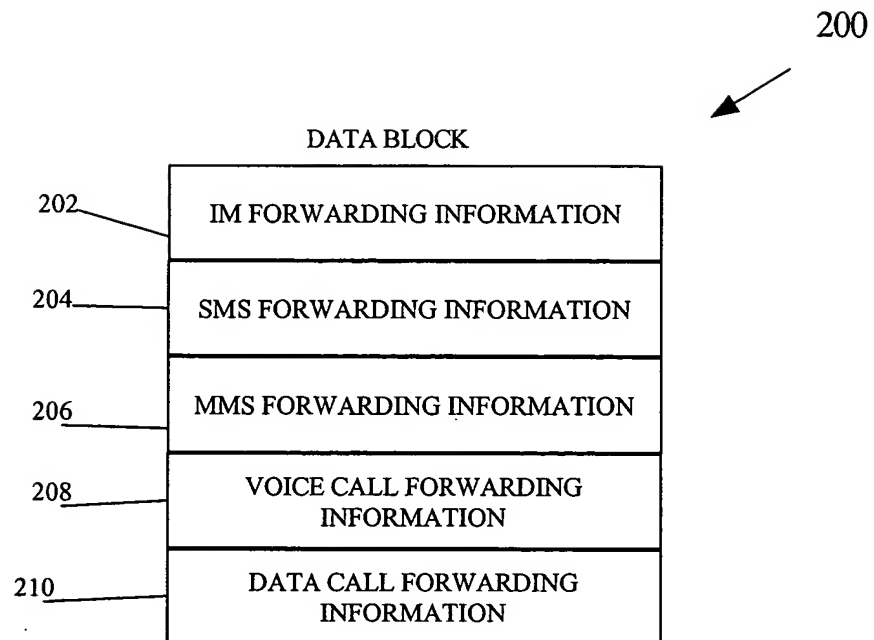 200
DATA BLOCK
202
IM FORWARDING INFORMATION
204
SMS FORWARDING INFORMATION
206
MMS FORWARDING INFORMATION
208
VOICE CALL FORWARDING
INFORMATION
210
DATA CALL FORWARDING
INFORMATION